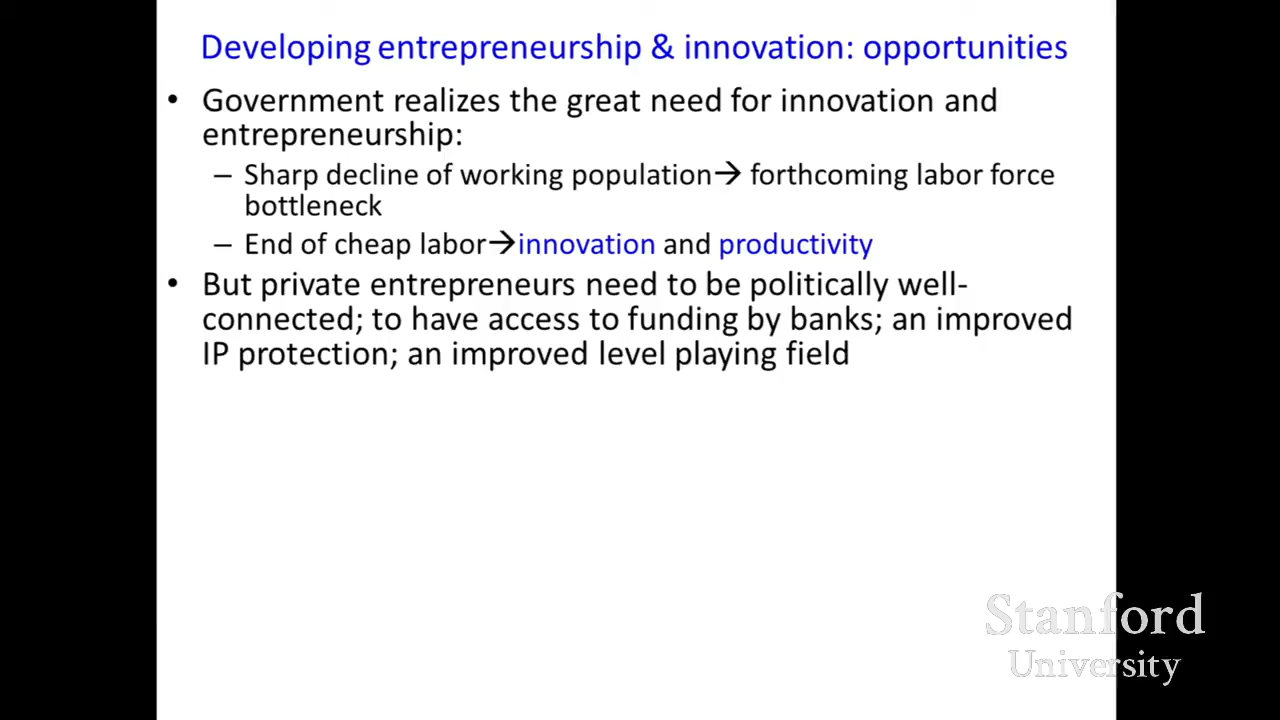 Developing entrepreneurship & innovation: opportunities
• Government realizes the great need for innovation and
entrepreneurship:
– Sharp decline of working population→ forthcoming labor force
bottleneck
– End of cheap labor→innovation and productivity
• But private entrepreneurs need to be politically well-
connected; to have access to funding by banks; an improved
IP protection; an improved level playing field
Stanford
University